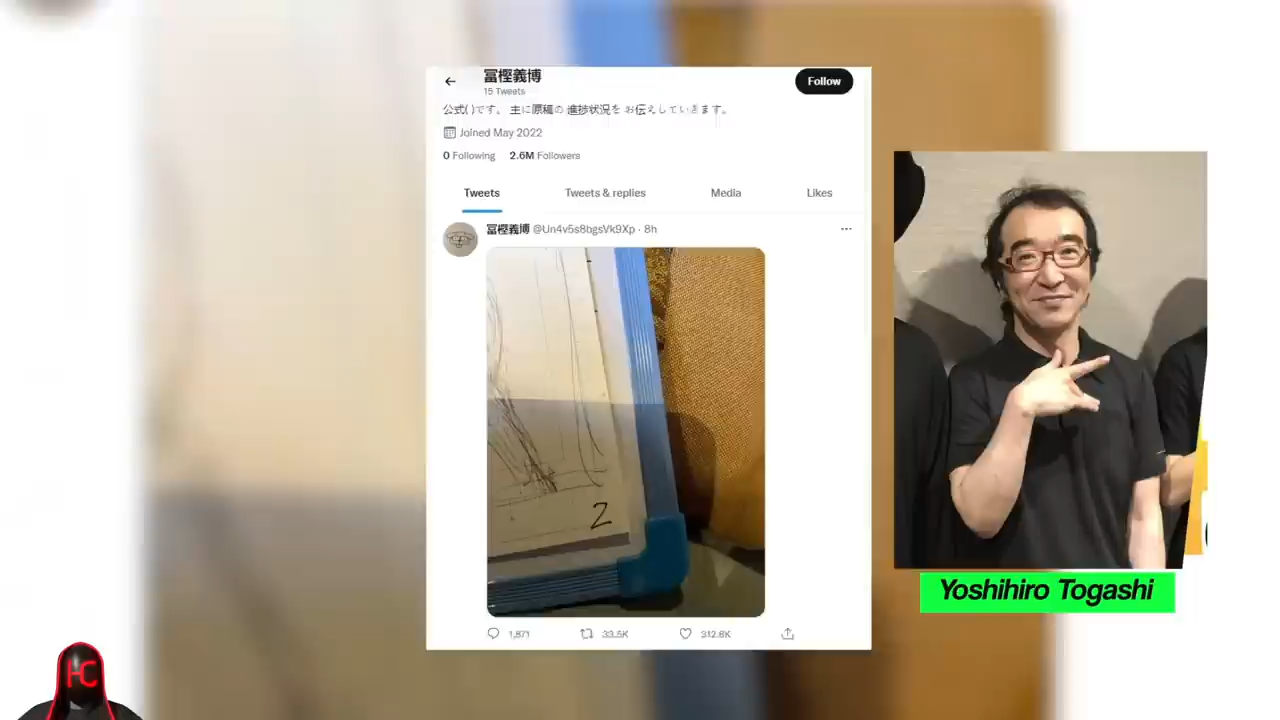 冨樫義博
15 Tweets
Follow
公式( )です。 主に原稿の 進捗状況を お伝えしていきます。
Joined May 2022
0 Following 2.6M Followers
Tweets Tweets & replies Media Likes
冨樫義博 @Un4v5s8bgsVk9Xp · 8h
2
1,871 33.5K 312.6K
Yoshihiro Togashi
HC